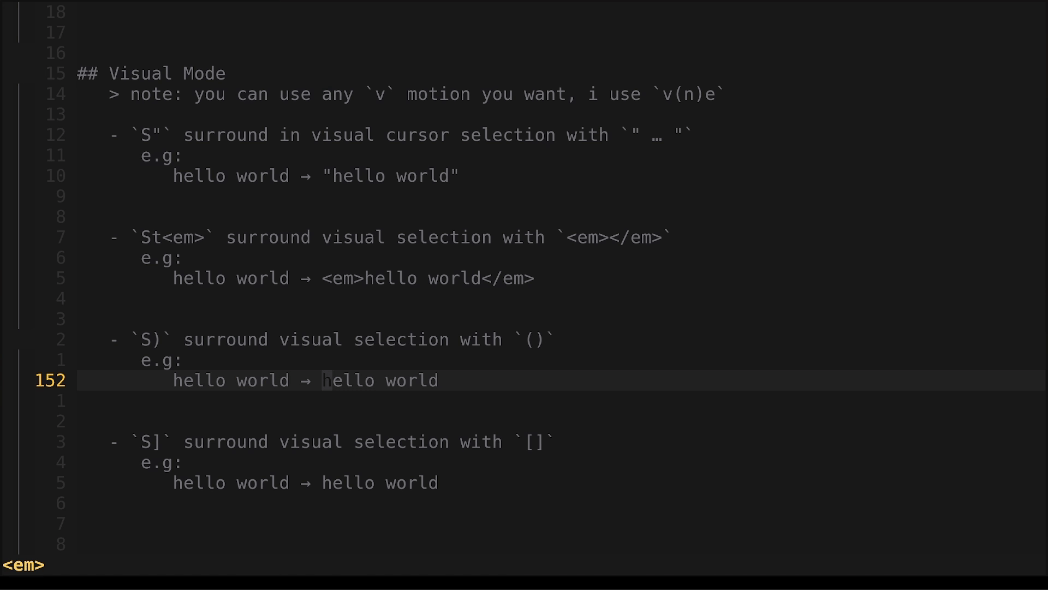 18
17
16
15 ## Visual Mode
14 > note: you can use any `v` motion you want, i use `v(n)e`
13
12 - `S"` surround in visual cursor selection with `" … "`
11 e.g:
10 hello world → "hello world"
9
8
7 - `St<em>` surround visual selection with `<em></em>`
6 e.g:
5 hello world → <em>hello world</em>
4
3
2 - `S)` surround visual selection with `()`
1 e.g:
152 hello world → hello world
1
2
3 - `S]` surround visual selection with `[]`
4 e.g:
5 hello world → hello world
6
7
8
<em>